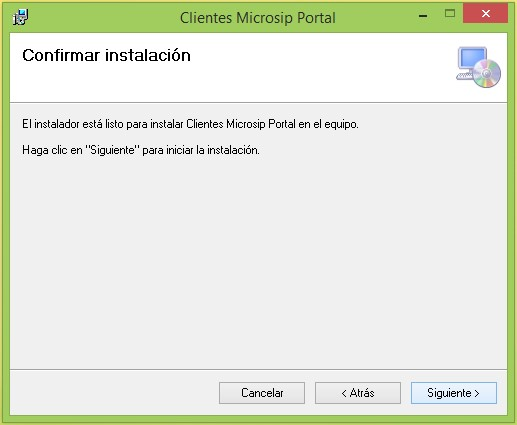 Clientes Microsip Portal
Confirmar instalación
El instalador está listo para instalar Clientes Microsip Portal en el equipo.
Haga clic en "Siguiente" para iniciar la instalación.
Cancelar
< Atrás
Siguiente >